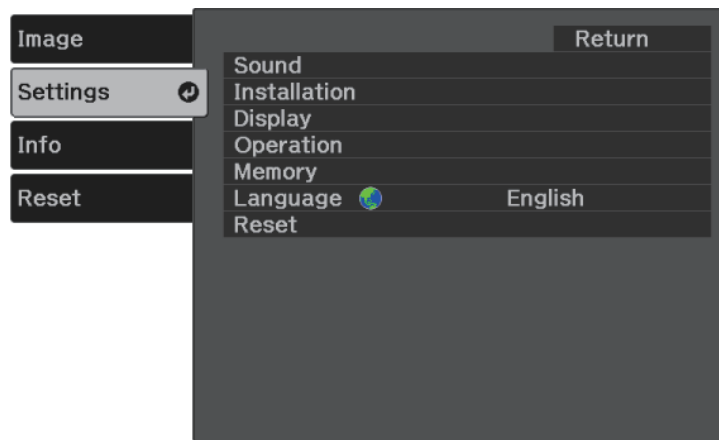 Image
Settings
Info
Reset
Return
Sound
Installation
Display
Operation
Memory
Language English
Reset